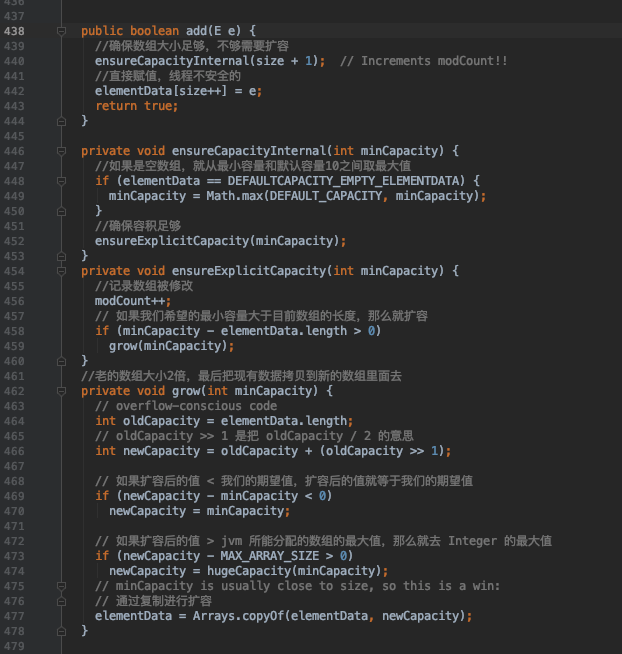 436
437
438 public boolean add(E e) {
439 //确保数组大小足够，不够需要扩容
440 ensureCapacityInternal(size + 1);  // Increments modCount!!
441 //直接赋值，线程不安全的
442 elementData[size++] = e;
443 return true;
444 }
445
446 private void ensureCapacityInternal(int minCapacity) {
447 //如果是空数组，就从最小容量和默认容量10之间取最大值
448 if (elementData == DEFAULTCAPACITY_EMPTY_ELEMENTDATA) {
449 minCapacity = Math.max(DEFAULT_CAPACITY, minCapacity);
450 }
451 //确保容积足够
452 ensureExplicitCapacity(minCapacity);
453 }
454 private void ensureExplicitCapacity(int minCapacity) {
455 //记录数组被修改
456 modCount++;
457 // 如果我们希望的最小容量大于目前数组的长度，那么就扩容
458 if (minCapacity - elementData.length > 0)
459 grow(minCapacity);
460 }
461 //老的数组大小2倍，最后把现有数据拷贝到新的数组里面去
462 private void grow(int minCapacity) {
463 // overflow-conscious code
464 int oldCapacity = elementData.length;
465 // oldCapacity >> 1 是把 oldCapacity / 2 的意思
466 int newCapacity = oldCapacity + (oldCapacity >> 1);
467
468 // 如果扩容后的值 < 我们的期望值，扩容后的值就等于我们的期望值
469 if (newCapacity - minCapacity < 0)
470 newCapacity = minCapacity;
471
472 // 如果扩容后的值 > jvm 所能分配的数组的最大值，那么就去 Integer 的最大值
473 if (newCapacity - MAX_ARRAY_SIZE > 0)
474 newCapacity = hugeCapacity(minCapacity);
475 // minCapacity is usually close to size, so this is a win:
476 // 通过复制进行扩容
477 elementData = Arrays.copyOf(elementData, newCapacity);
478 }
479